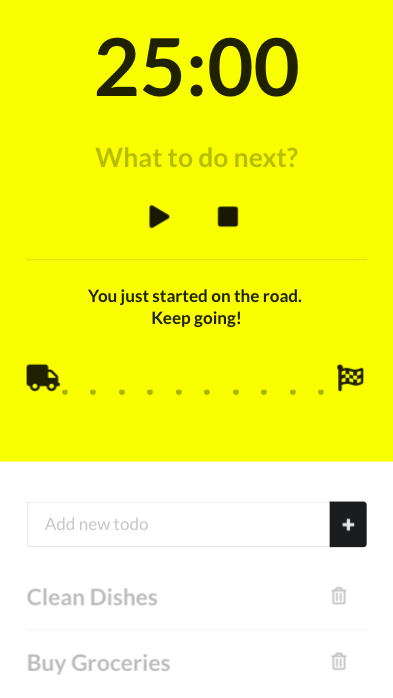 25:00
What to do next?
You just started on the road.
Keep going!
Add new todo
Clean Dishes
Buy Groceries